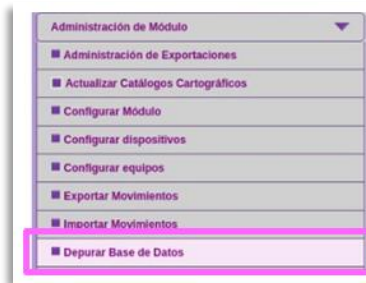 Administración de Módulo
Administración de Exportaciones
Actualizar Catálogos Cartográficos
Configurar Módulo
Configurar dispositivos
Configurar equipos
Exportar Movimientos
Importar Movimientos
Depurar Base de Datos